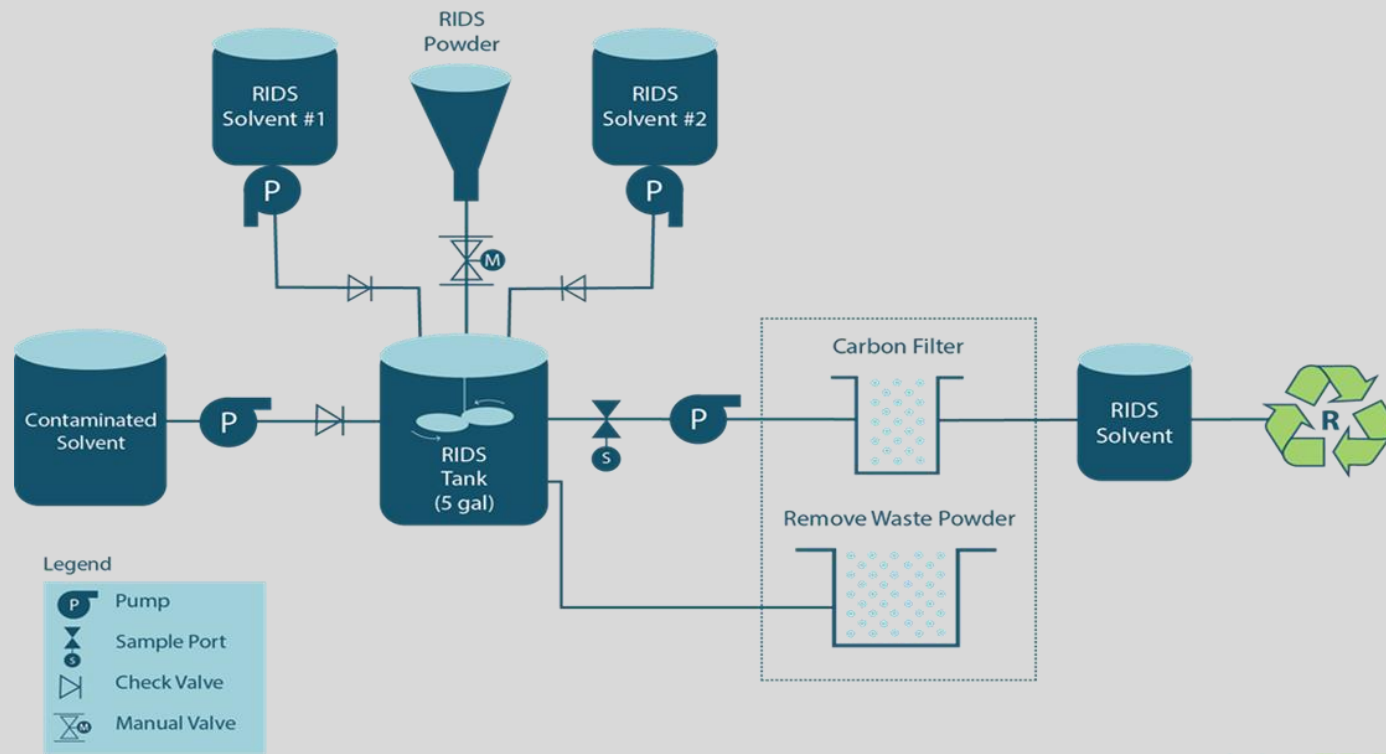 RIDS
Powder
RIDS
Solvent #1
RIDS
Solvent #2
P
P
M
Contaminated
Solvent
P
RIDS
Tank
(5 gal)
S
P
Carbon Filter
RIDS
Solvent
R
Remove Waste Powder
Legend
P Pump
Sample Port
S
Check Valve
M Manual Valve